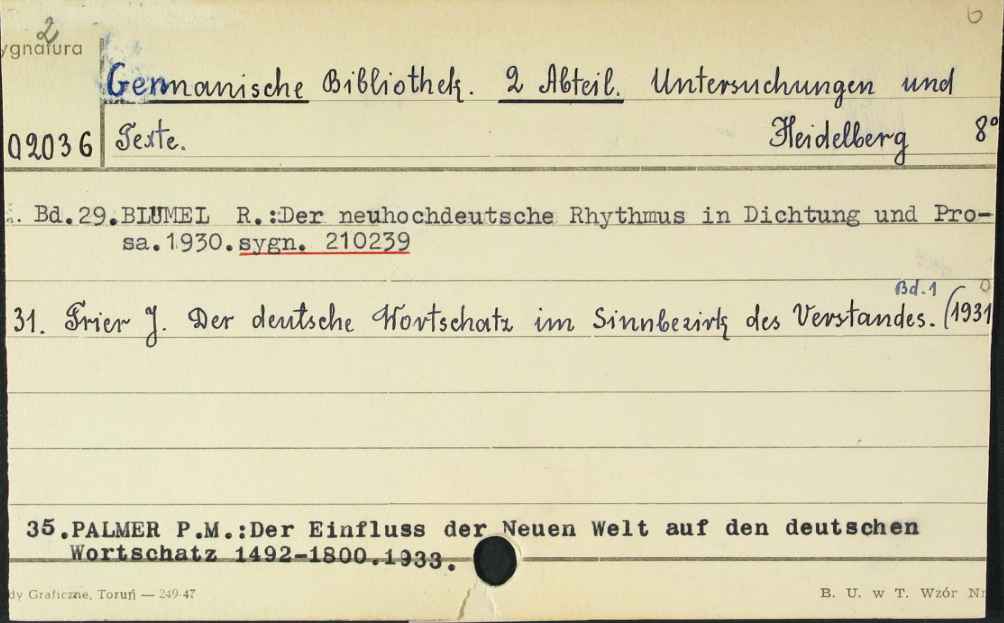 2
6
ygnatura
Germanische Bibliothek. 2 Abteil. Untersuchungen und
02036 Texte. Heidelberg 8°
. Bd.29.BLUMEL R.:Der neuhochdeutsche Rhythmus in Dichtung und Pro-
sa.1930.sygn. 210239
Bd.1
31. Trier J. Der deutsche Wortschatz im Sinnbezirk des Verstandes. (1931
35.PALMER P.M.:Der Einfluss der Neuen Welt auf den deutschen
Wortschatz 1492-1800.1933.
dy Graficzne, Toruń — 249-47 B. U. w T. Wzór Nr